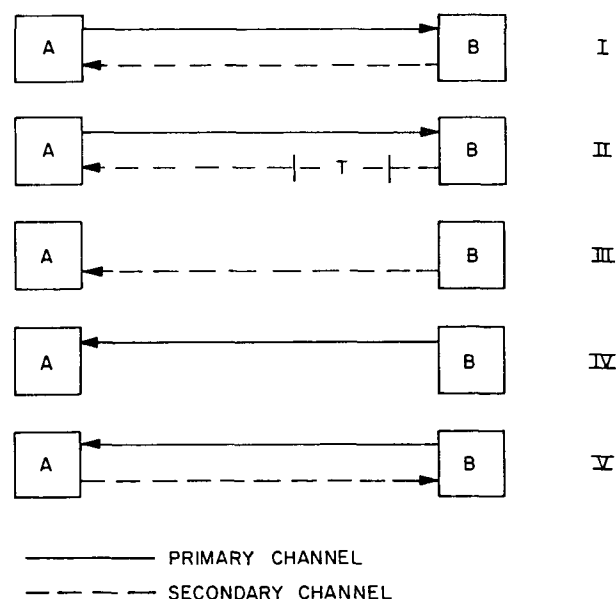 A B I
A T B II
A B III
A B IV
A B V
PRIMARY CHANNEL
SECONDARY CHANNEL